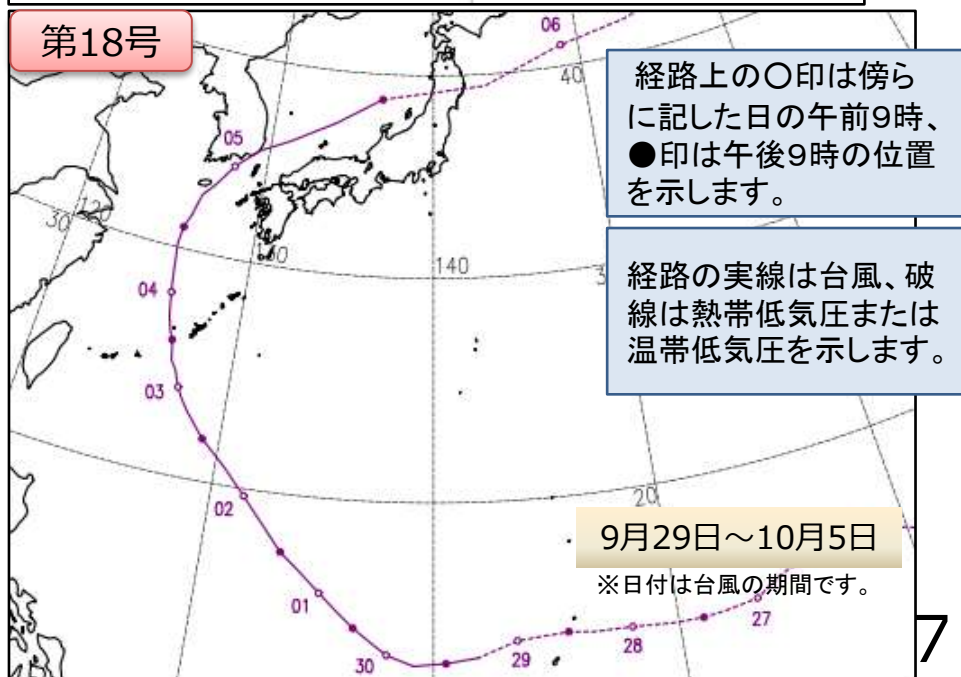 第18号
06
40
経路上の〇印は傍ら
に記した日の午前9時、
●印は午後9時の位置
を示します。
05
120
30
140
経路の実線は台風、破
線は熱帯低気圧または
温帯低気圧を示します。
04
03
02
20
9月29日～10月5日
※日付は台風の期間です。
01
27
28
29
30
7